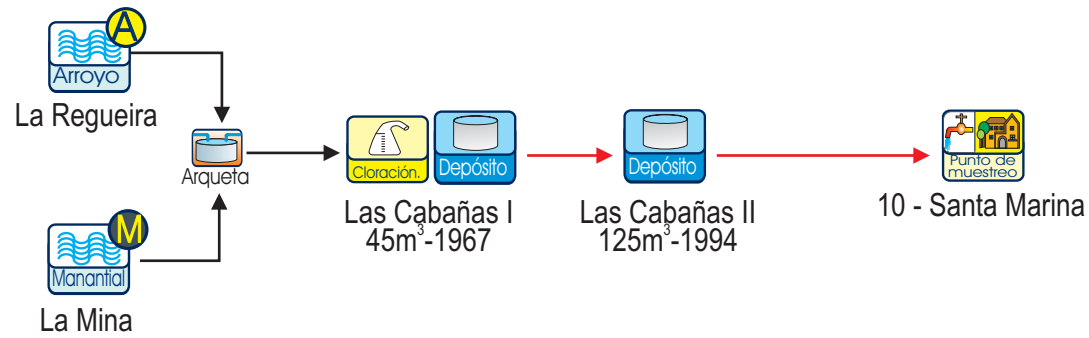 A
Arroyo
La Regueira
Arqueta
M
Manantial
La Mina
Cloración.
Depósito
Las Cabañas I
45m³-1967
Depósito
Las Cabañas II
125m³-1994
Punto de
muestreo
10 - Santa Marina